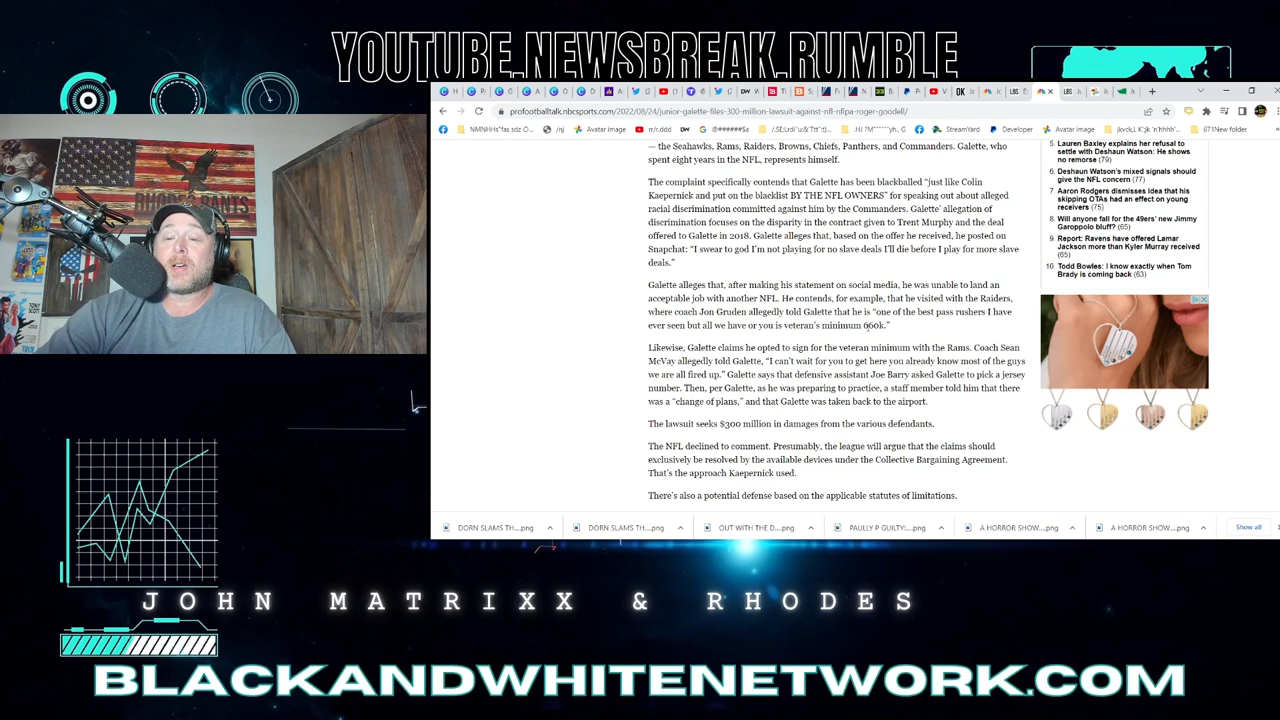 YOUTUBE.NEWSBREAK.RUMBLE
profootballtalk.nbcsports.com/2022/08/24/junior-galette-files-300-million-lawsuit-against-nfl-nflpa-roger-goodell/
Avatar image
r/r.ddd
DW
StreamYard
Developer
Avatar image
671New folder
— the Seahawks, Rams, Raiders, Browns, Chiefs, Panthers, and Commanders. Galette, who
spent eight years in the NFL, represents himself.
The complaint specifically contends that Galette has been blackballed “just like Colin
Kaepernick and put on the blacklist BY THE NFL OWNERS” for speaking out about alleged
racial discrimination committed against him by the Commanders. Galette’ allegation of
discrimination focuses on the disparity in the contract given to Trent Murphy and the deal
offered to Galette in 2018. Galette alleges that, based on the offer he received, he posted on
Snapchat: “I swear to god I’m not playing for no slave deals I’ll die before I play for more slave
deals.”
Galette alleges that, after making his statement on social media, he was unable to land an
acceptable job with another NFL. He contends, for example, that he visited with the Raiders,
where coach Jon Gruden allegedly told Galette that he is “one of the best pass rushers I have
ever seen but all we have or you is veteran’s minimum 660k.”
Likewise, Galette claims he opted to sign for the veteran minimum with the Rams. Coach Sean
McVay allegedly told Galette, “I can’t wait for you to get here you already know most of the guys
we are all fired up.” Galette says that defensive assistant Joe Barry asked Galette to pick a jersey
number. Then, per Galette, as he was preparing to practice, a staff member told him that there
was a “change of plans,” and that Galette was taken back to the airport.
The lawsuit seeks $300 million in damages from the various defendants.
The NFL declined to comment. Presumably, the league will argue that the claims should
exclusively be resolved by the available devices under the Collective Bargaining Agreement.
That’s the approach Kaepernick used.
There’s also a potential defense based on the applicable statutes of limitations.
5. Lauren Baxley explains her refusal to
settle with Deshaun Watson: He shows
no remorse (79)
6. Deshaun Watson's mixed signals should
give the NFL concern (77)
7. Aaron Rodgers dismisses idea that his
skipping OTAs had an effect on young
receivers (75)
8. Will anyone fall for the 49ers' new Jimmy
Garoppolo bluff? (65)
9. Report: Ravens have offered Lamar
Jackson more than Kyler Murray received
(65)
10. Todd Bowles: I know exactly when Tom
Brady is coming back (63)
DORN SLAMS TH....png
DORN SLAMS TH....png
OUT WITH THE D....png
PAULLY P GUILTY:....png
A HORROR SHOW....png
A HORROR SHOW....png
Show all
JOHN MATRIXX & RHODES
BLACKANDWHITENETWORK.COM